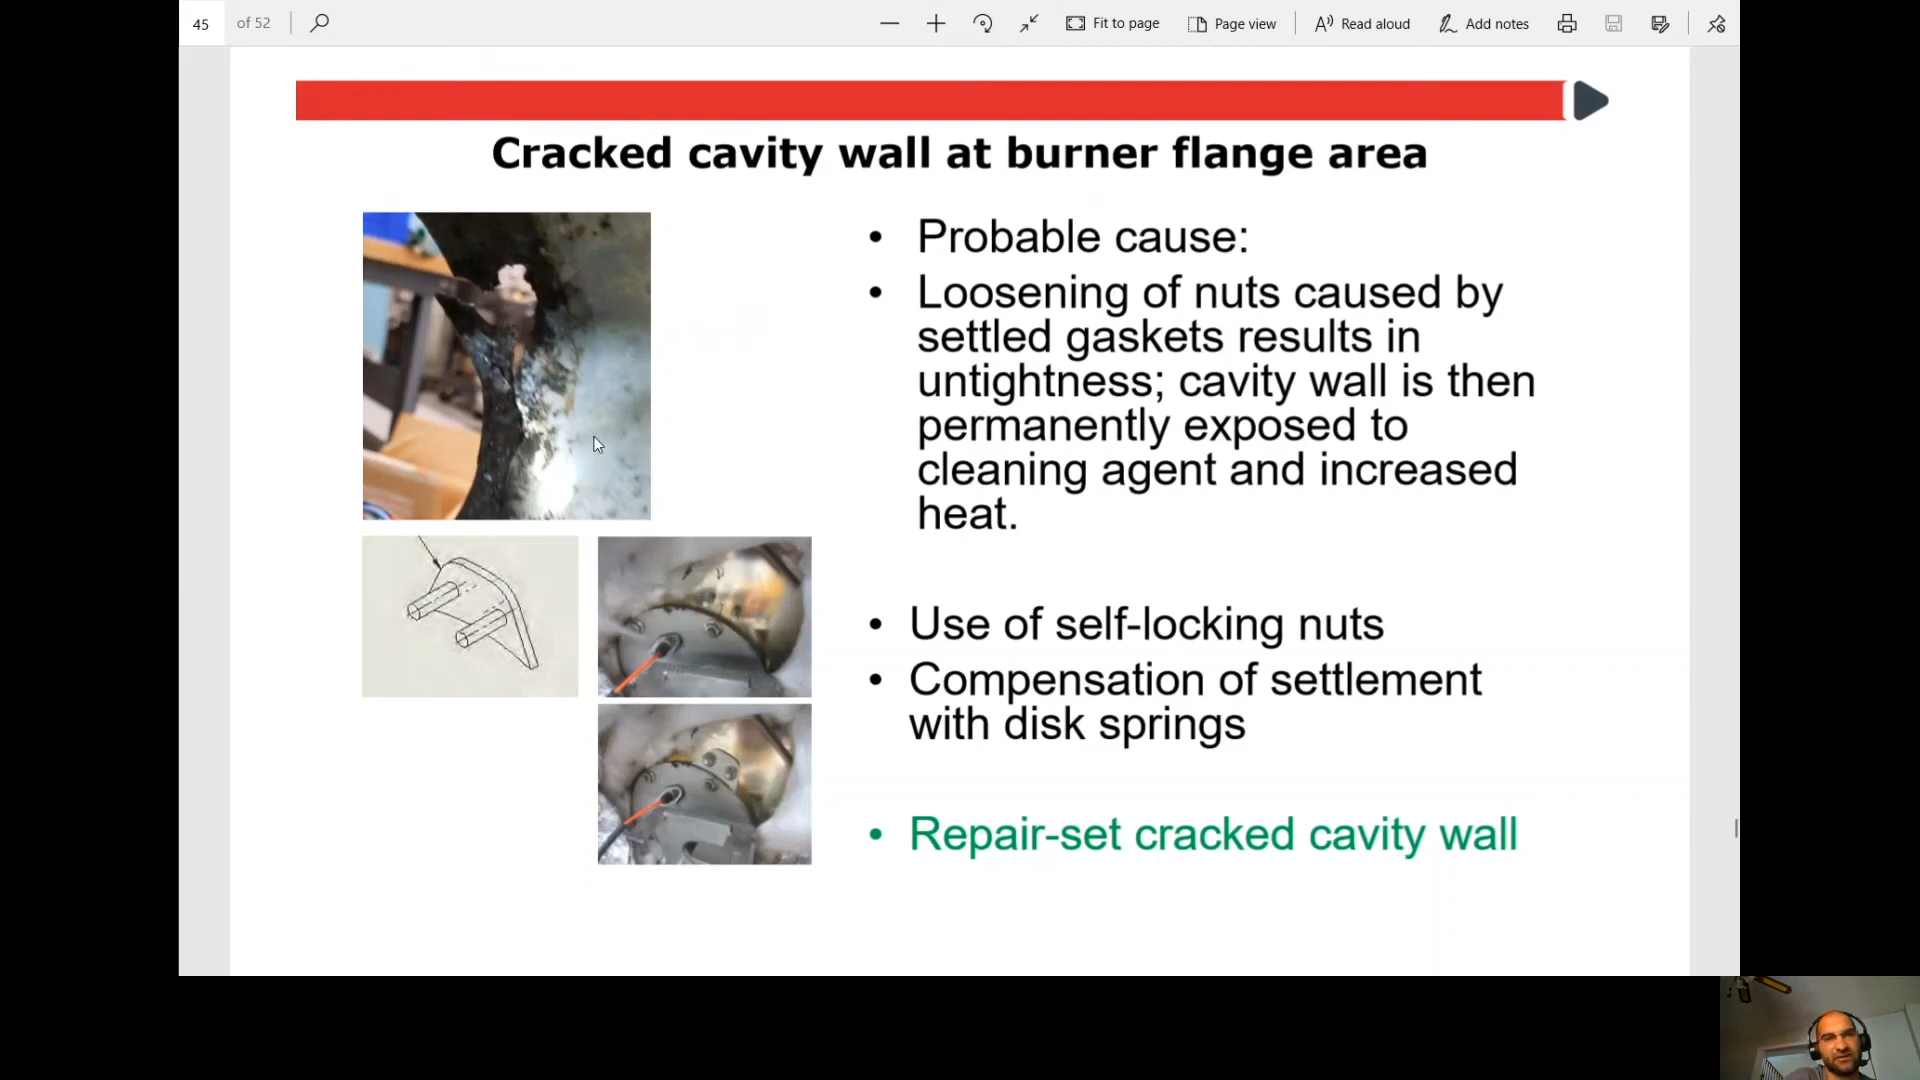 45 of 52 Fit to page Page view Read aloud Add notes
Cracked cavity wall at burner flange area
• Probable cause:
• Loosening of nuts caused by
settled gaskets results in
untightness; cavity wall is then
permanently exposed to
cleaning agent and increased
heat.
• Use of self-locking nuts
• Compensation of settlement
with disk springs
• Repair-set cracked cavity wall